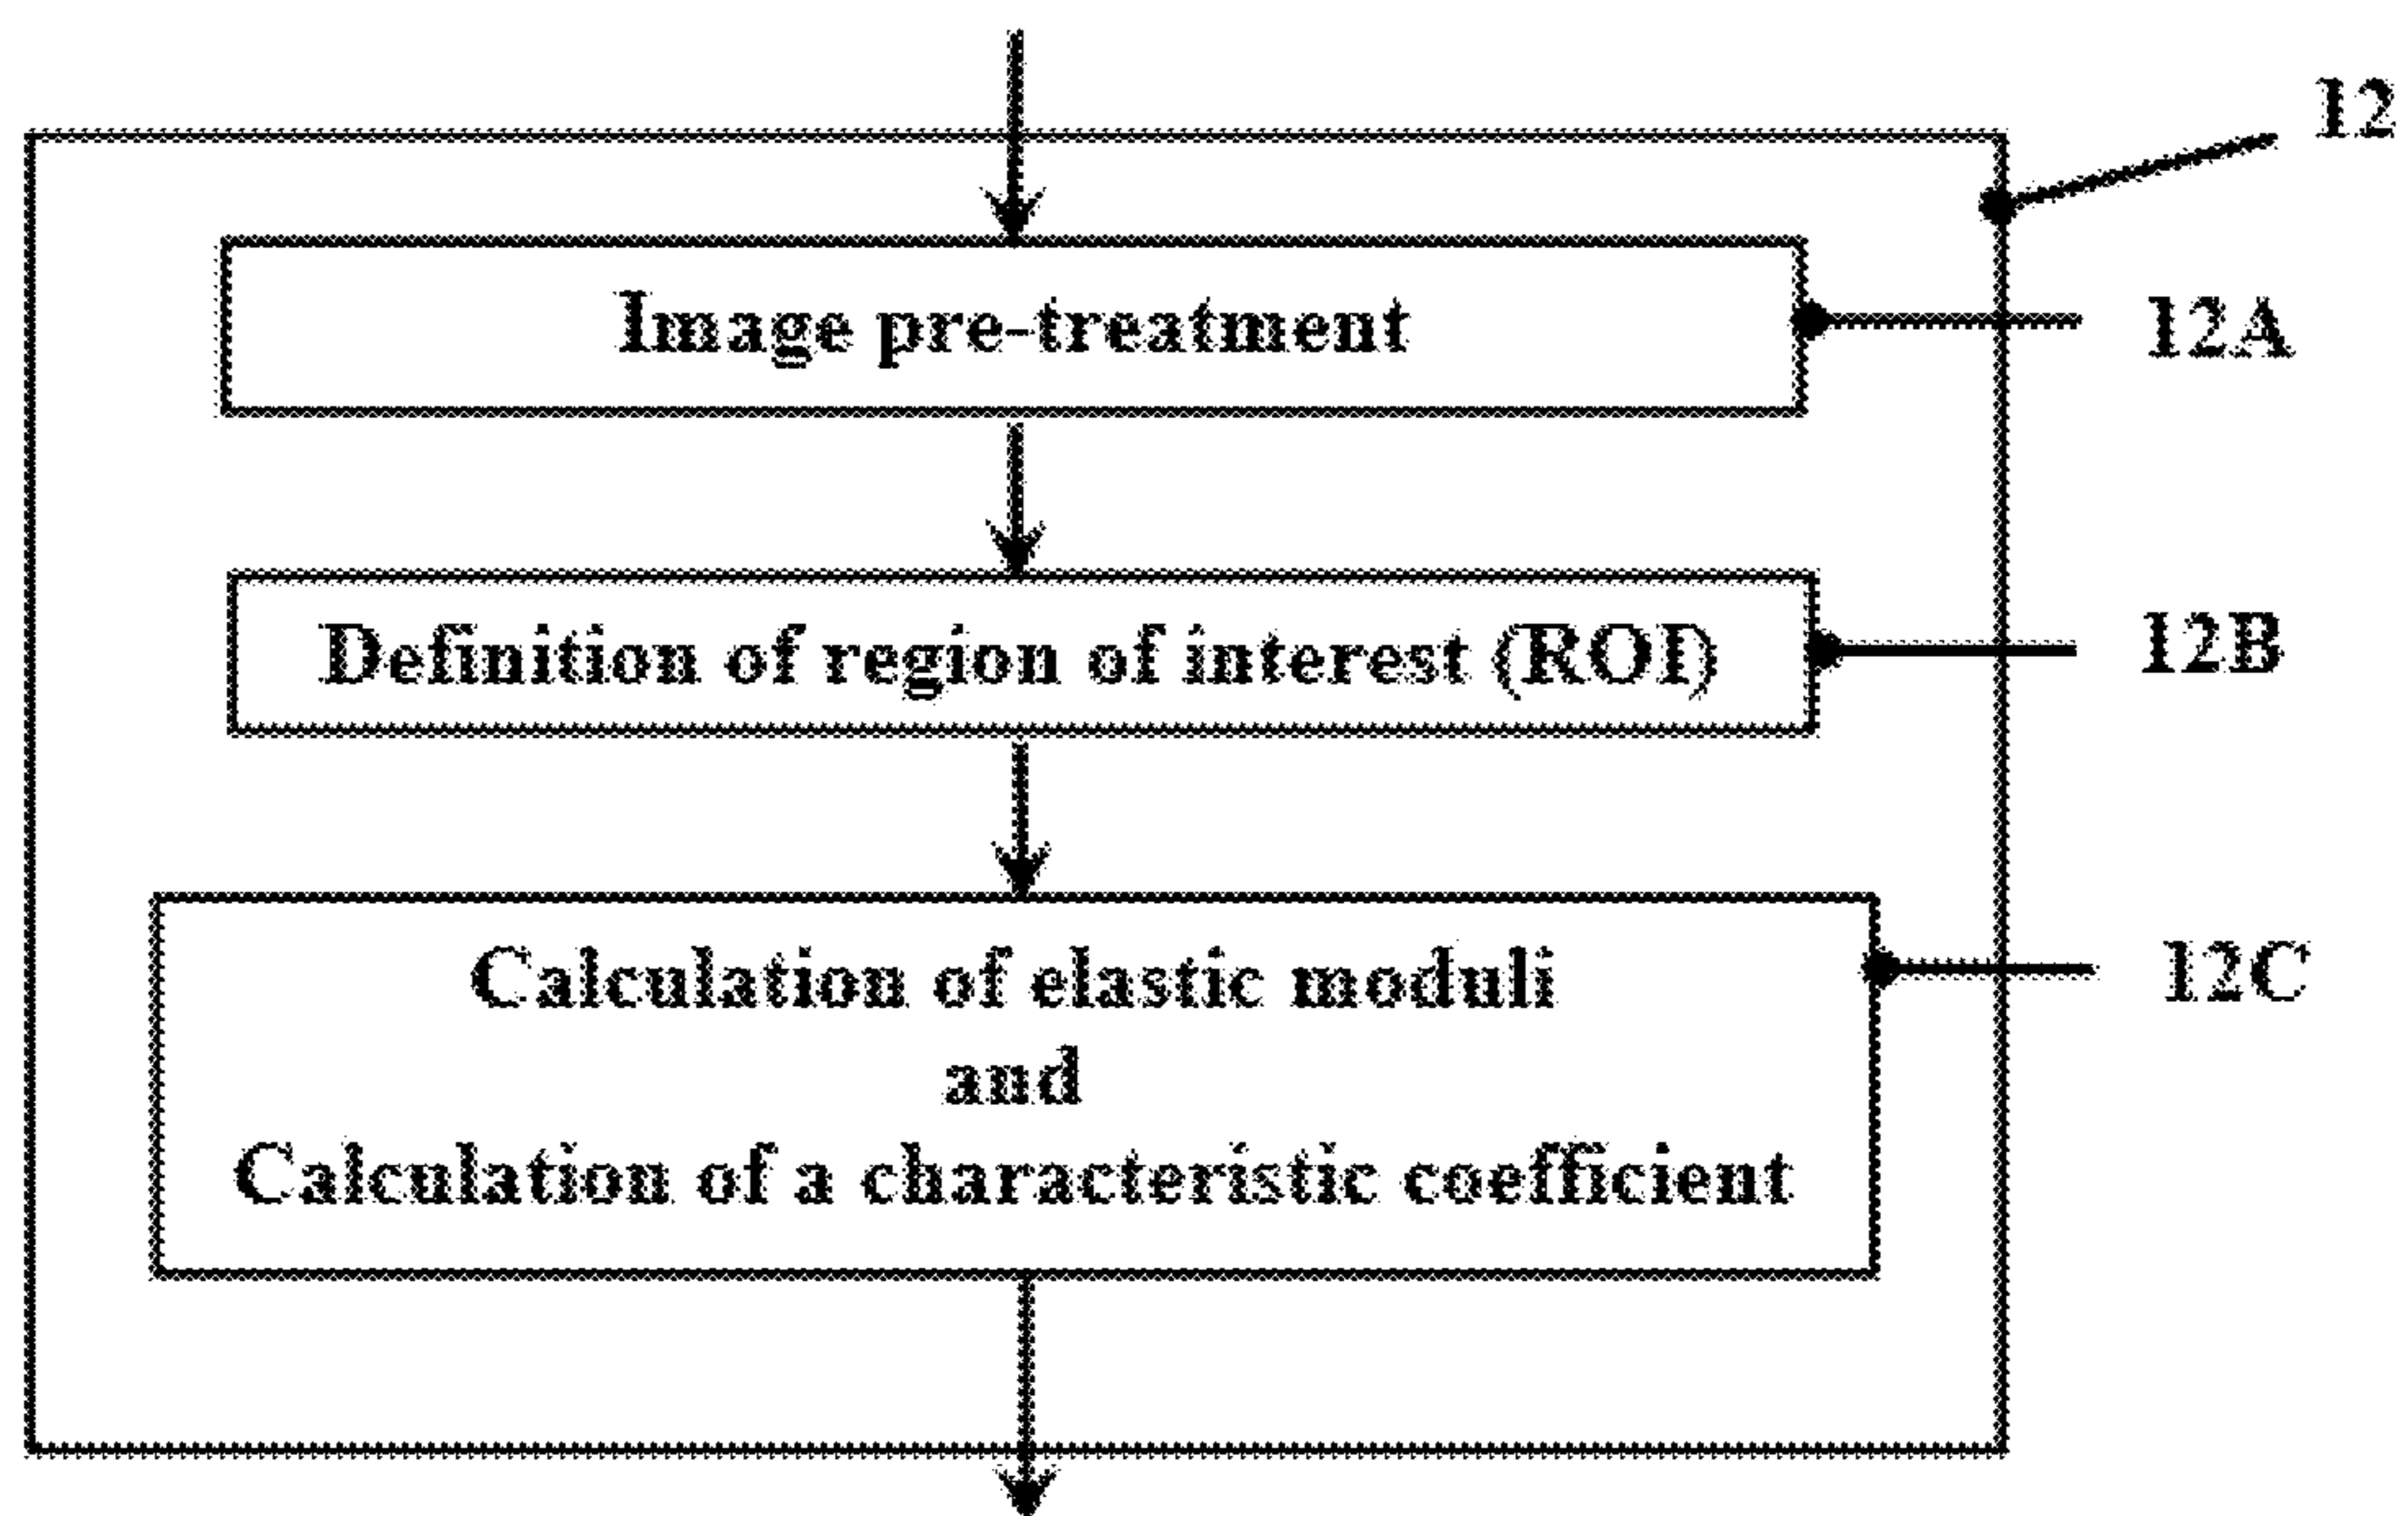 12
Image pre-treatment
12A
Definition of region of interest (ROI)
12B
Calculation of elastic moduli
12C
and
Calculation of a characteristic coefficient